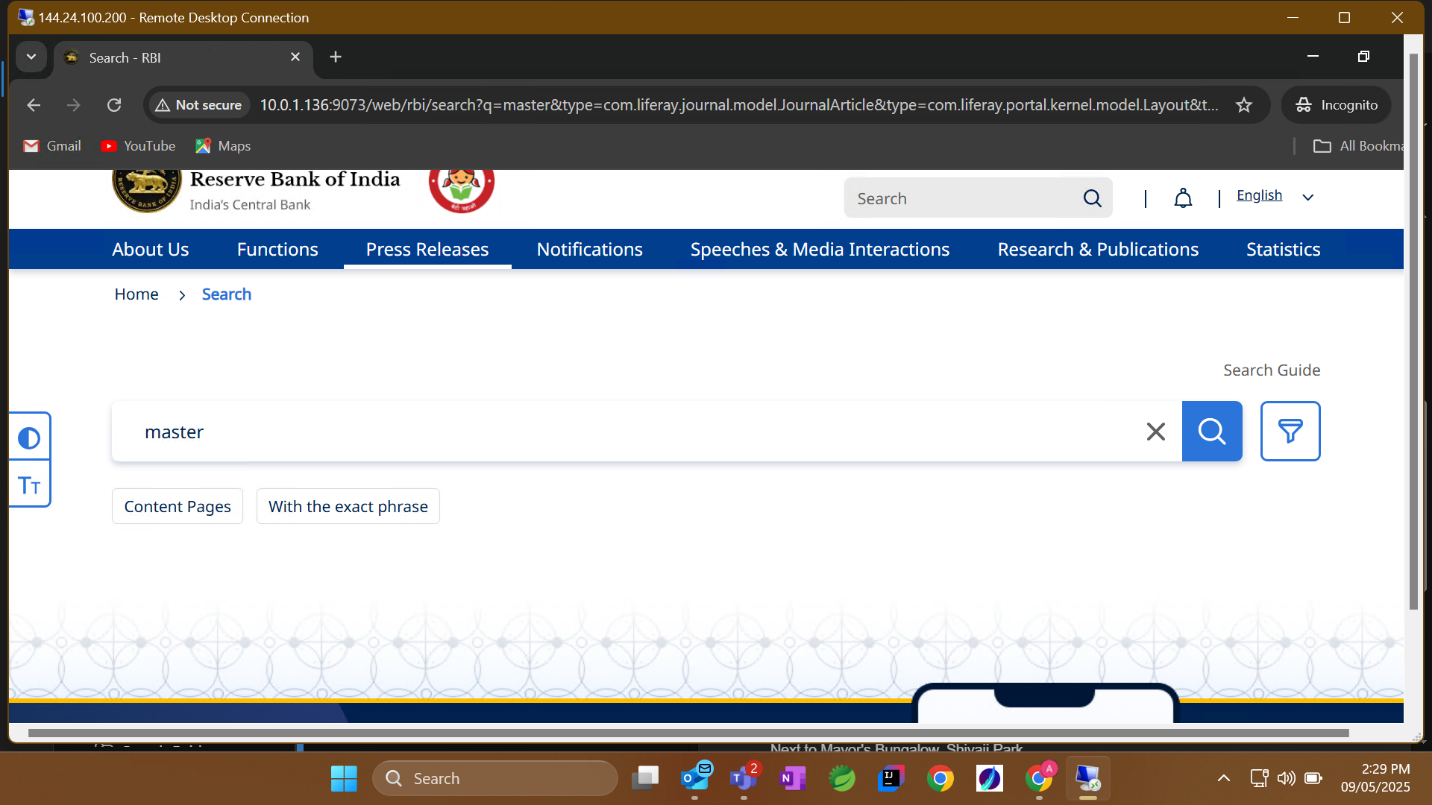 144.24.100.200 - Remote Desktop Connection
Search - RBI
Not secure
10.0.1.136:9073/web/rbi/search?q=master&type=com.liferay.journal.model.JournalArticle&type=com.liferay.portal.kernel.model.Layout&t...
Incognito
Gmail
YouTube
Maps
All Bookma
Reserve Bank of India
India's Central Bank
Search
English
About Us
Functions
Press Releases
Notifications
Speeches & Media Interactions
Research & Publications
Statistics
Home
Search
Search Guide
master
Content Pages
With the exact phrase
TT
Next to Mayor's Bungalow, Shivaji Park
Search
2
2:29 PM
09/05/2025